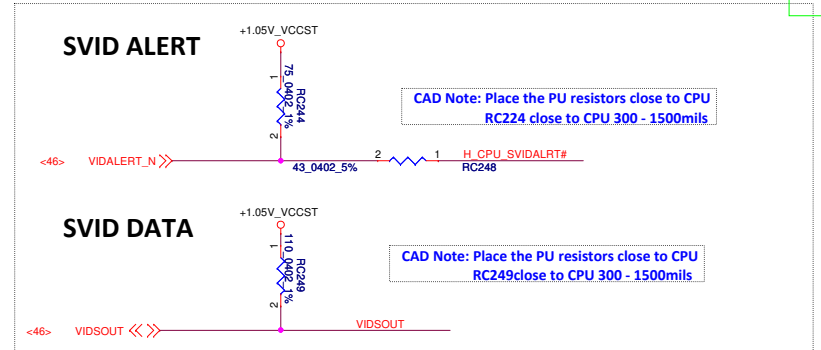 SVID ALERT
+1.05V_VCCST
1
75_0402_1%
RC244
2
CAD Note: Place the PU resistors close to CPU
RC224 close to CPU 300 - 1500mils
<46>
VIDALERT_N
43_0402_5%
2
1
H_CPU_SVIDALRT#
RC248
SVID DATA
+1.05V_VCCST
1
110_0402_1%
RC249
2
CAD Note: Place the PU resistors close to CPU
RC249close to CPU 300 - 1500mils
<46>
VIDSOUT
VIDSOUT